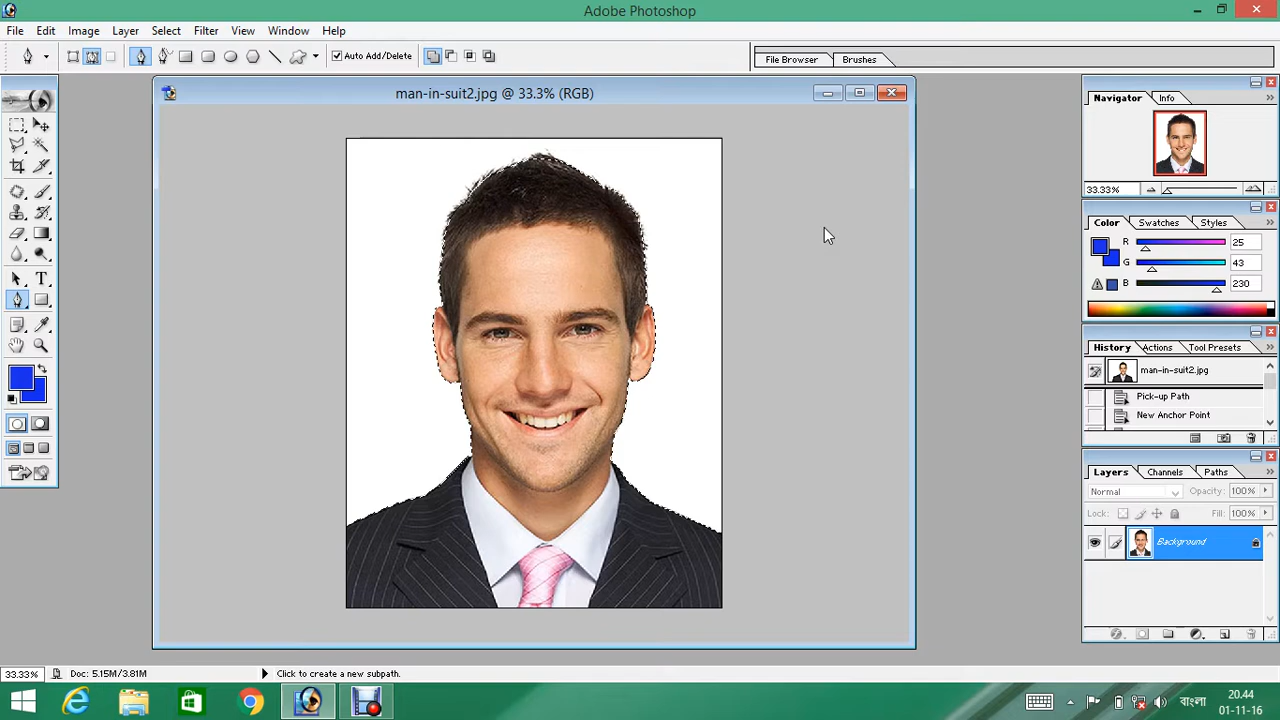 Adobe Photoshop
File Edit Image Layer Select Filter View Window Help
Auto Add/Delete
File Browser Brushes
man-in-suit2.jpg @ 33.3% (RGB)
Navigator Info
33.33%
Color Swatches Styles
R 25
G 43
B 230
History Actions Tool Presets
man-in-suit2.jpg
Pick-up Path
New Anchor Point
Layers Channels Paths
Normal Opacity: 100%
Lock: Fill: 100%
Background
33.33% Doc: 5.15M/3.81M Click to create a new subpath.
বাংলা
20.44
01-11-16